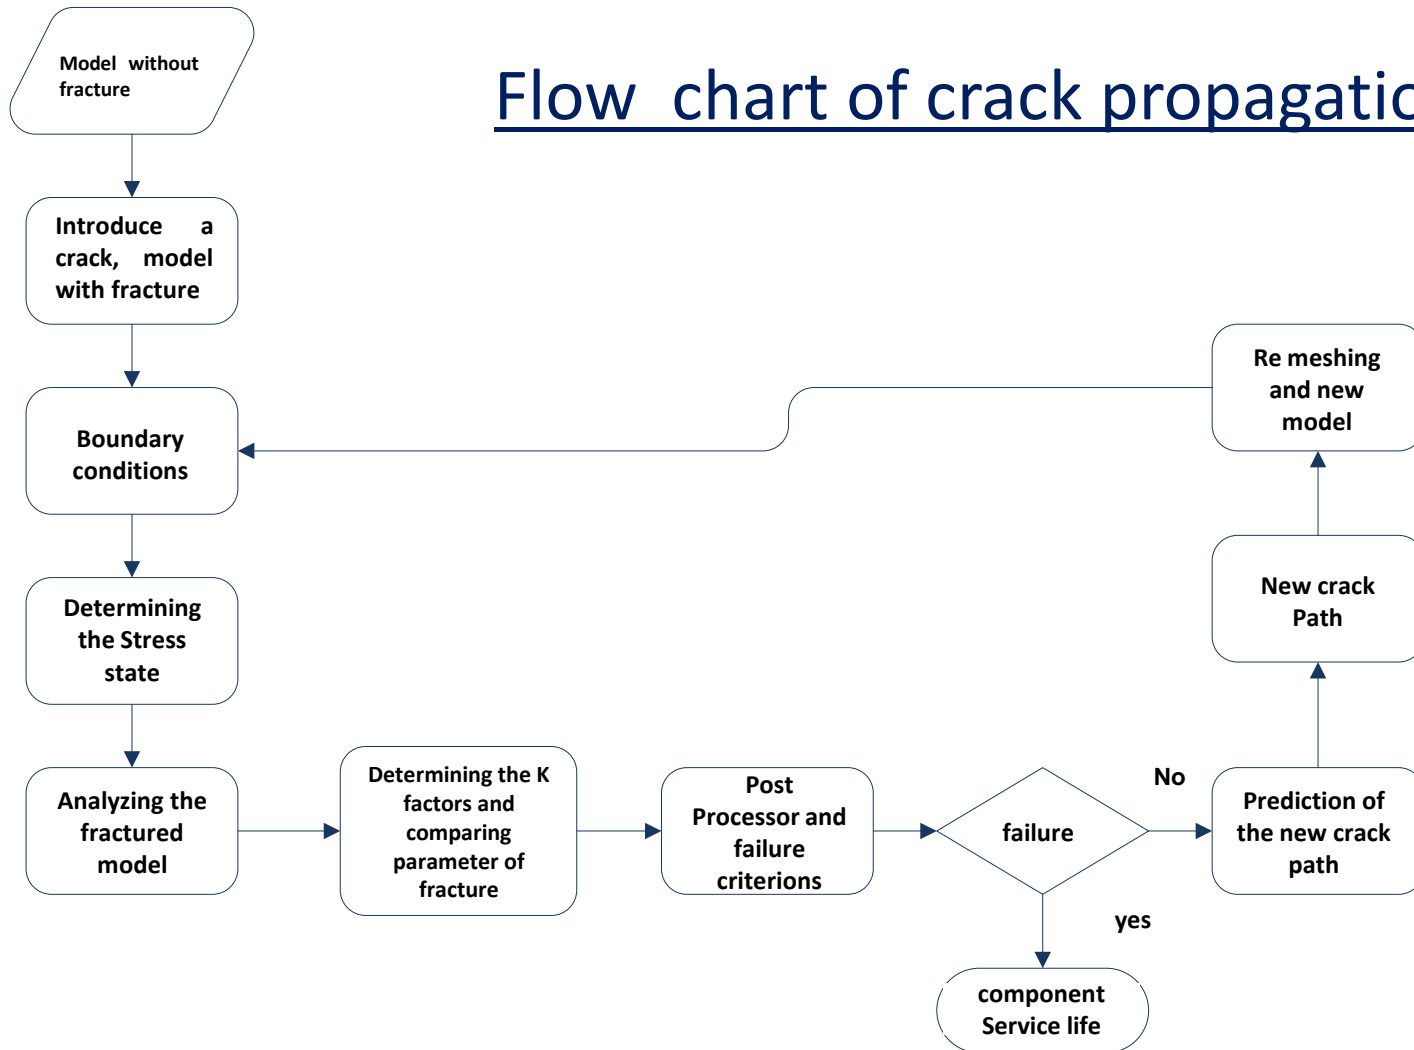 Flow chart of crack propagatio
Model without
fracture
Introduce a
crack, model
with fracture
Boundary
conditions
Determining
the Stress
state
Analyzing the
fractured
model
Determining the K
factors and
comparing
parameter of
fracture
Post
Processor and
failure
criterions
failure
No
yes
component
Service life
Prediction of
the new crack
path
New crack
Path
Re meshing
and new
model